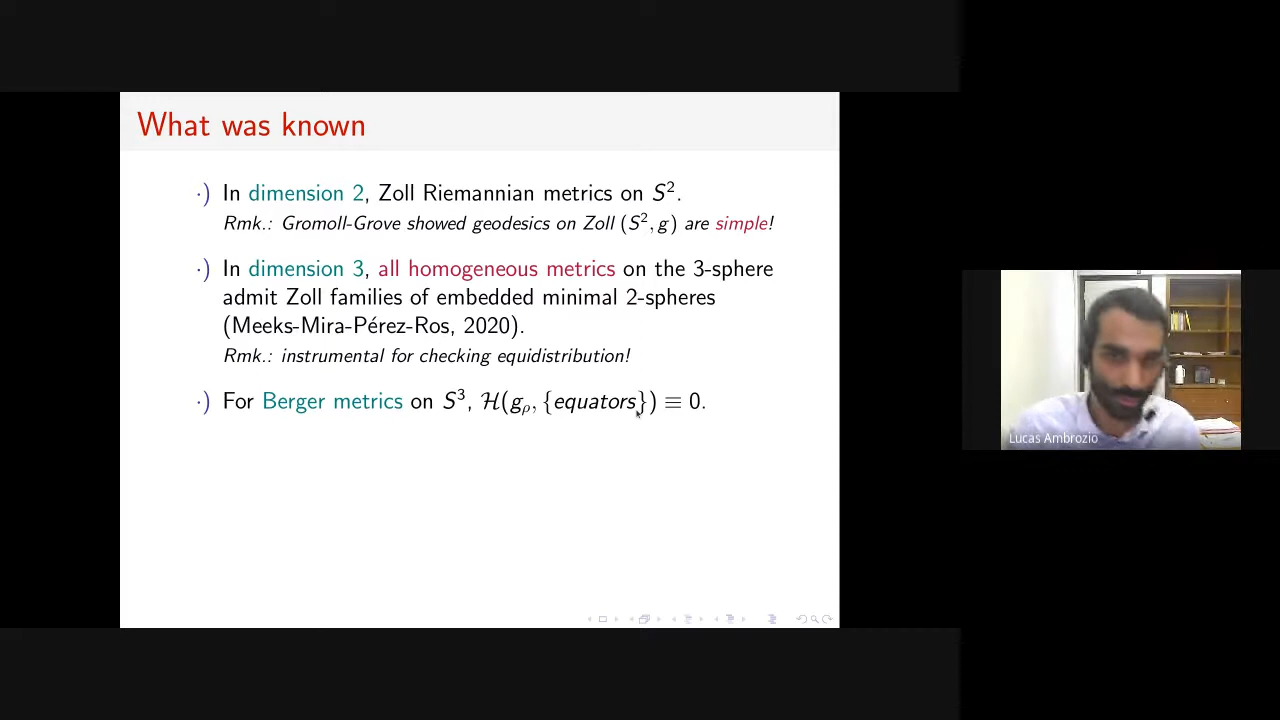 What was known
·) In dimension 2, Zoll Riemannian metrics on S².
Rmk.: Gromoll-Grove showed geodesics on Zoll (S², g) are simple!
·) In dimension 3, all homogeneous metrics on the 3-sphere
admit Zoll families of embedded minimal 2-spheres
(Meeks-Mira-Pérez-Ros, 2020).
Rmk.: instrumental for checking equidistribution!
·) For Berger metrics on S³, ℋ(gᵨ, {equators}) ≡ 0.
Lucas Ambrozio